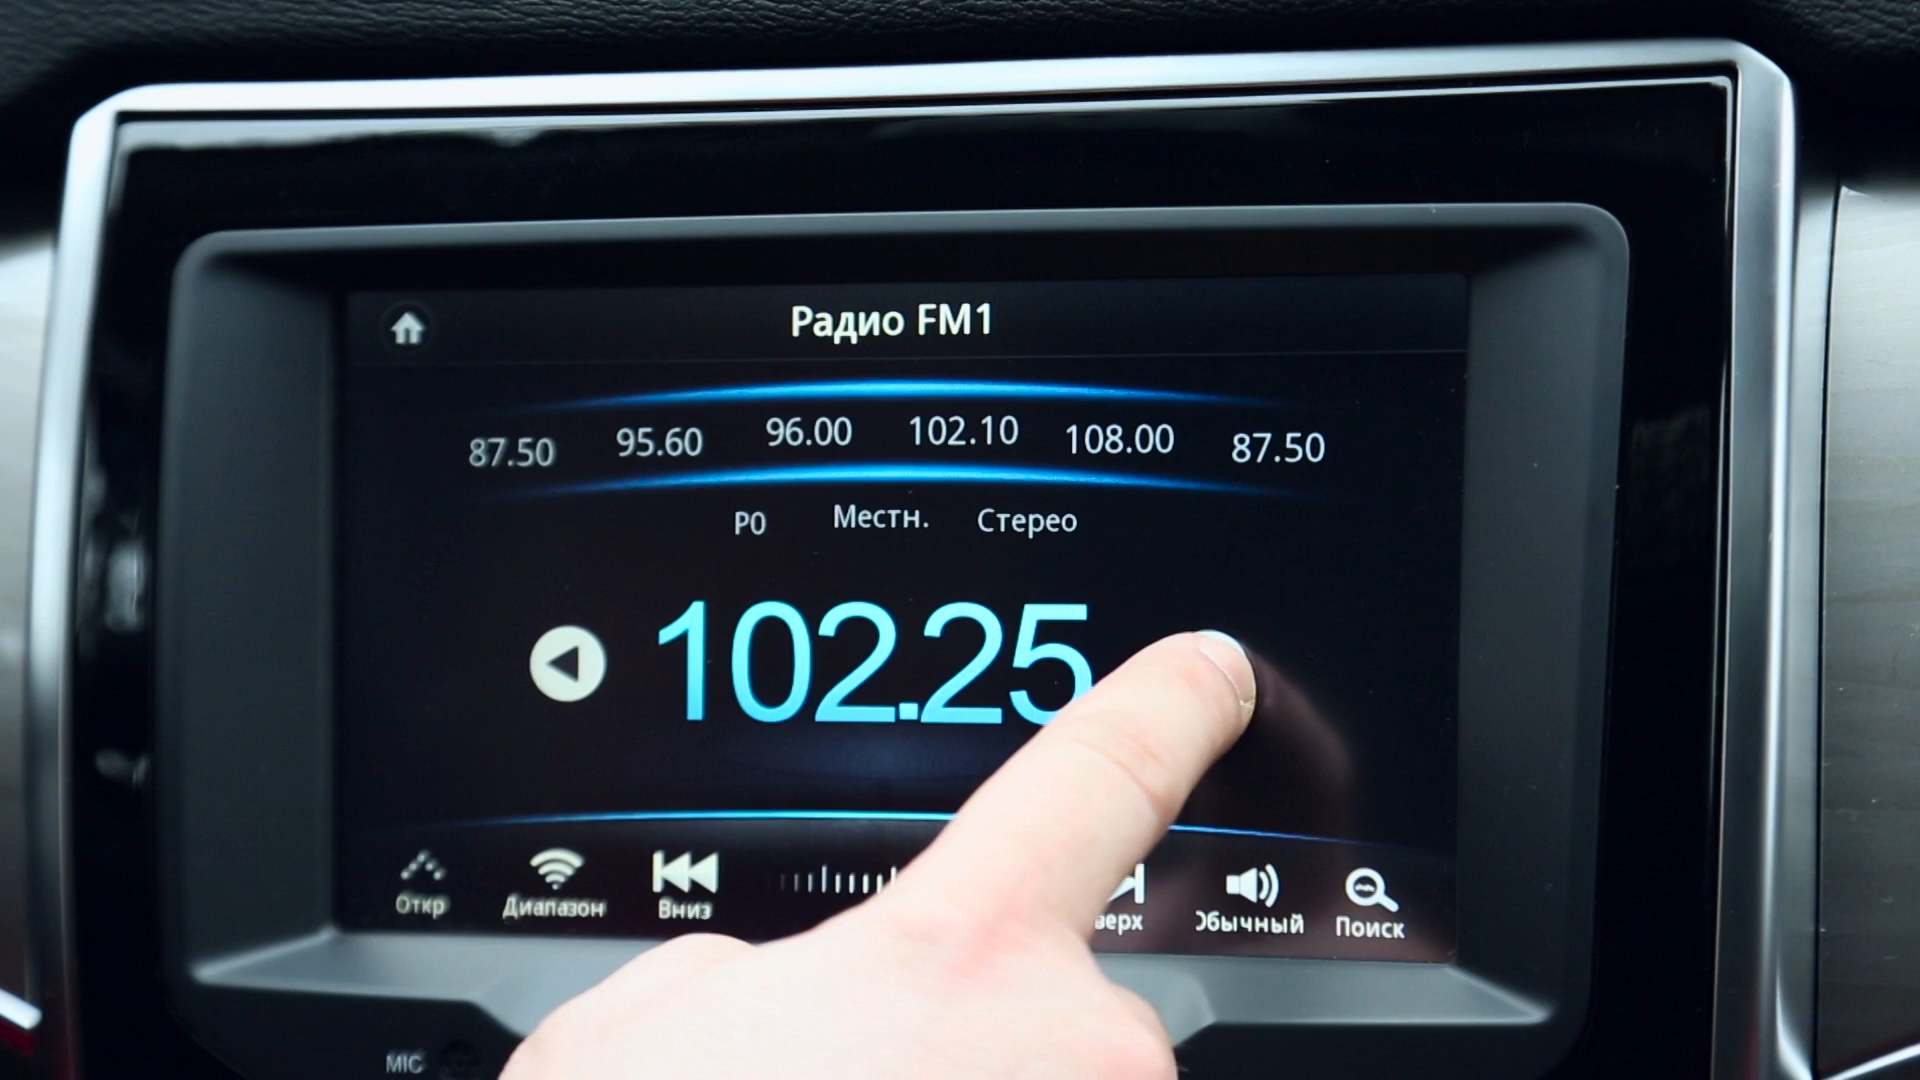 Радио FM1
87.50 95.60 96.00 102.10 108.00 87.50
P0 Местн. Стерео
102.25
Откр Диапазон Вниз верх Обычный Поиск
MIC